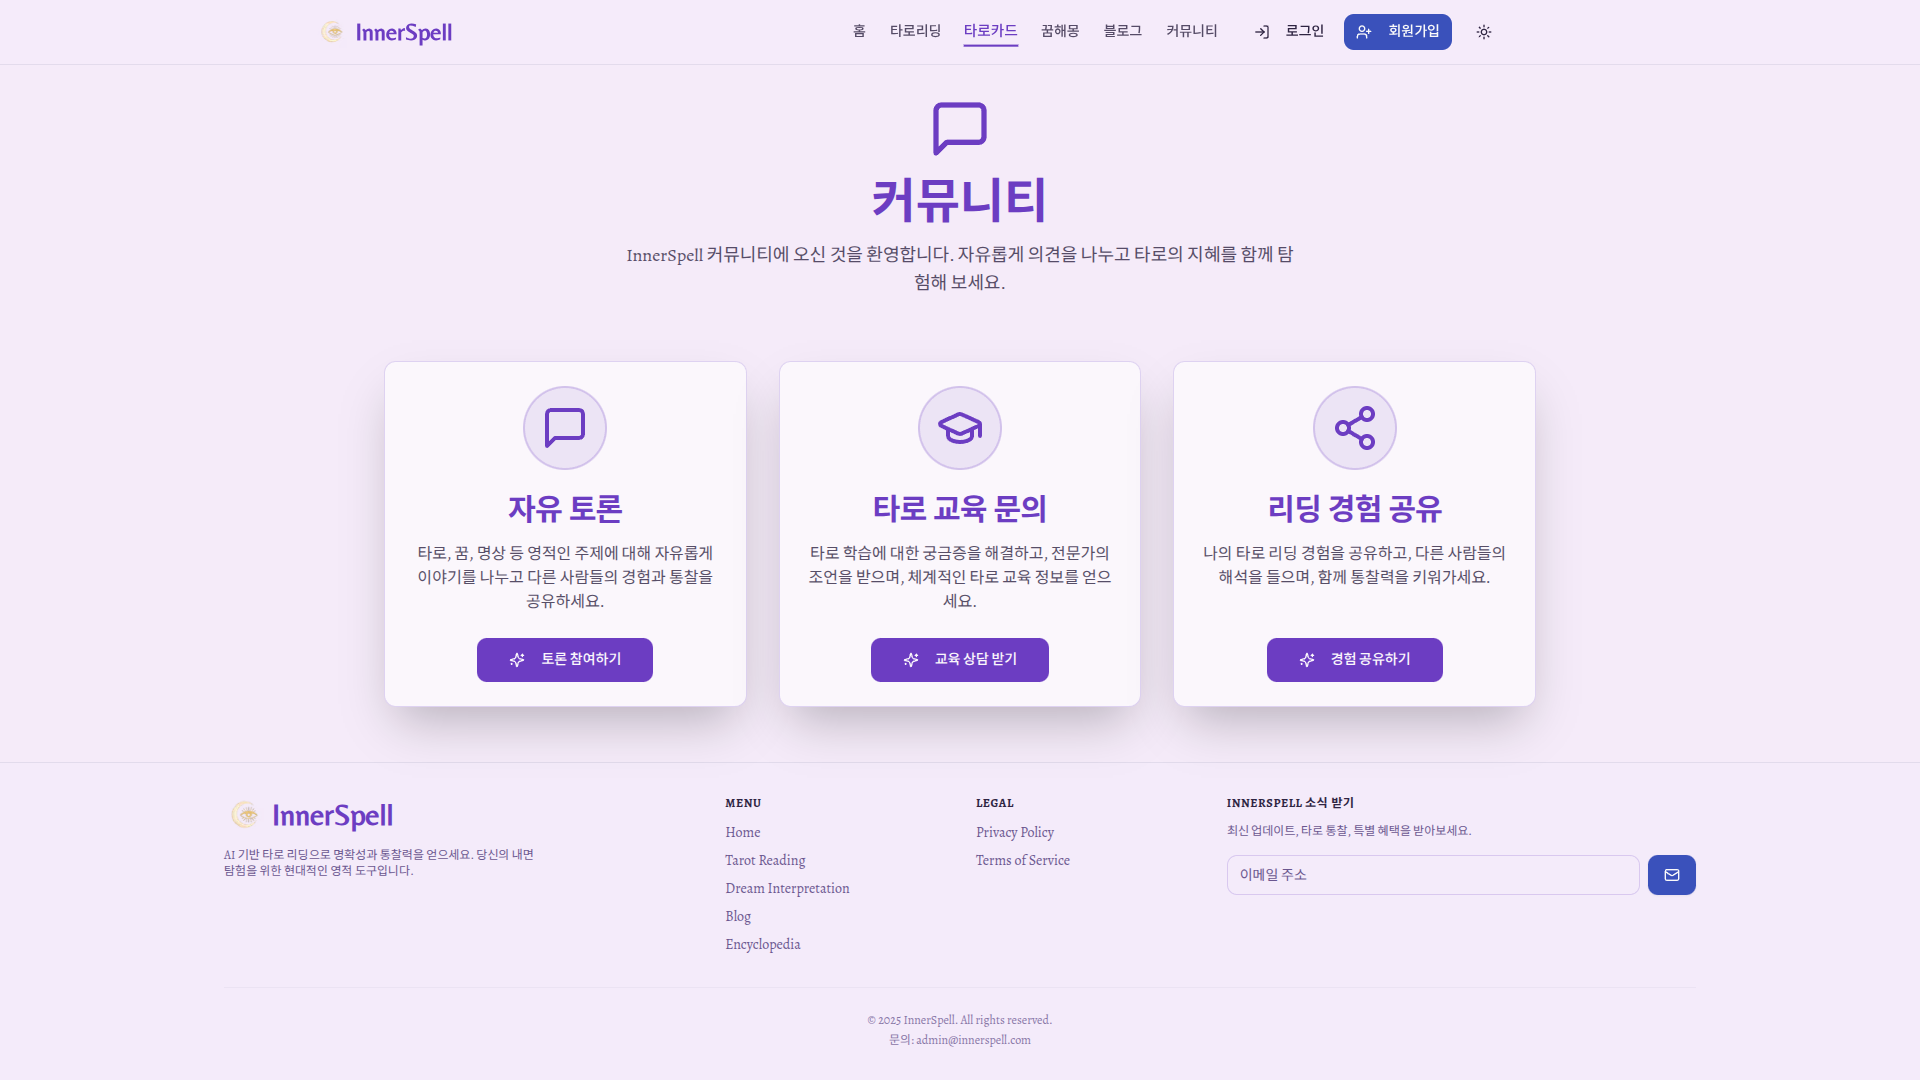 InnerSpell
홈
타로리딩
타로카드
꿈해몽
블로그
커뮤니티
로그인
회원가입
커뮤니티
InnerSpell 커뮤니티에 오신 것을 환영합니다. 자유롭게 의견을 나누고 타로의 지혜를 함께 탐
험해 보세요.
자유 토론
타로, 꿈, 명상 등 영적인 주제에 대해 자유롭게
이야기를 나누고 다른 사람들의 경험과 통찰을
공유하세요.
토론 참여하기
타로 교육 문의
타로 학습에 대한 궁금증을 해결하고, 전문가의
조언을 받으며, 체계적인 타로 교육 정보를 얻으
세요.
교육 상담 받기
리딩 경험 공유
나의 타로 리딩 경험을 공유하고, 다른 사람들의
해석을 들으며, 함께 통찰력을 키워가세요.
경험 공유하기
InnerSpell
AI 기반 타로 리딩으로 명확성과 통찰력을 얻으세요. 당신의 내면
탐험을 위한 현대적인 영적 도구입니다.
MENU
Home
Tarot Reading
Dream Interpretation
Blog
Encyclopedia
LEGAL
Privacy Policy
Terms of Service
INNERSPELL 소식 받기
최신 업데이트, 타로 통찰, 특별 혜택을 받아보세요.
이메일 주소
© 2025 InnerSpell. All rights reserved.
문의: admin@innerspell.com